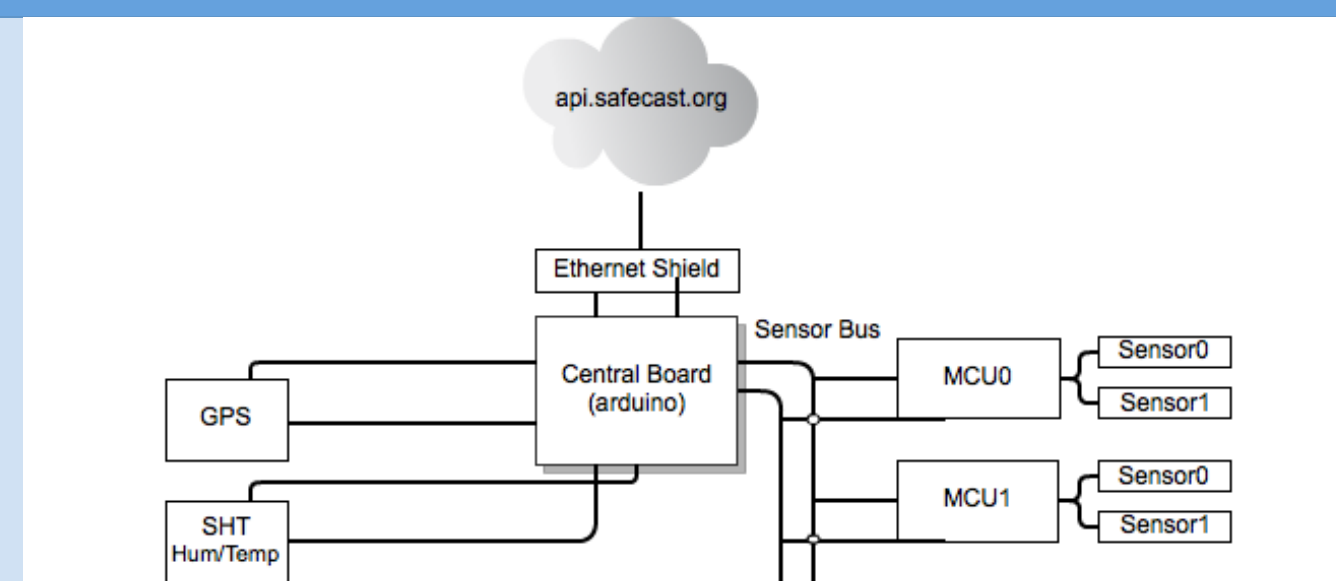 api.safecast.org
Ethernet Shield
Sensor Bus
Central Board
(arduino)
MCU0
Sensor0
Sensor1
GPS
MCU1
Sensor0
Sensor1
SHT
Hum/Temp